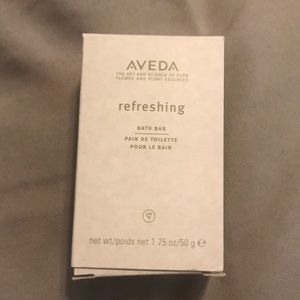 AVEDA
THE ART AND SCIENCE OF PURE
FLOWER AND PLANT ESSENCES
refreshing
BATH BAR
PAIN DE TOILETTE
POUR LE BAIN
net wt/poids net 1.75 oz/50 g ℮